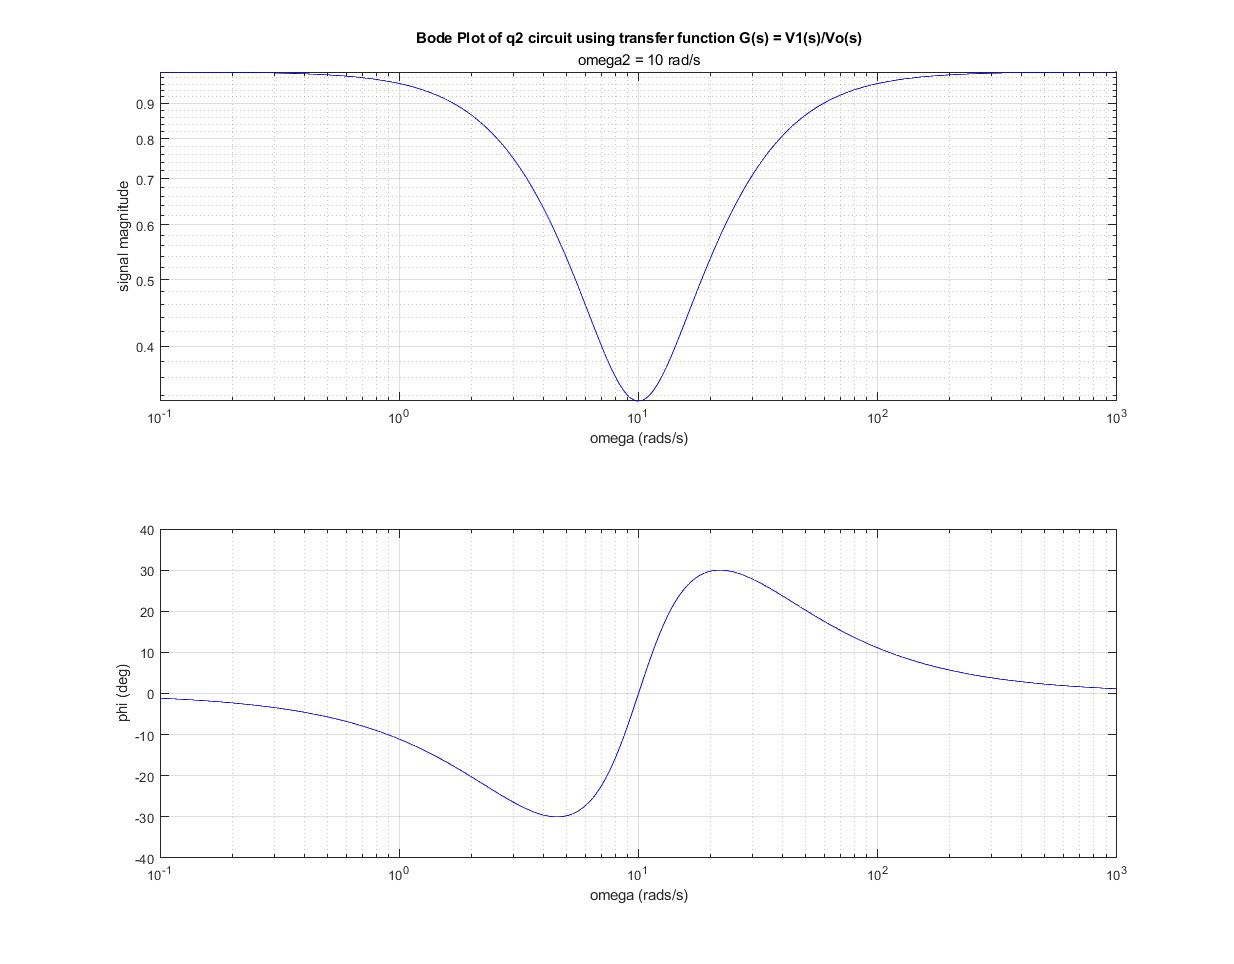 Bode Plot of q2 circuit using transfer function G(s) = V1(s)/Vo(s)
omega2 = 10 rad/s
signal magnitude
0.9
0.8
0.7
0.6
0.5
0.4
10^-1 10^0 10^1 10^2 10^3
omega (rads/s)
phi (deg)
40
30
20
10
0
-10
-20
-30
-40
10^-1 10^0 10^1 10^2 10^3
omega (rads/s)